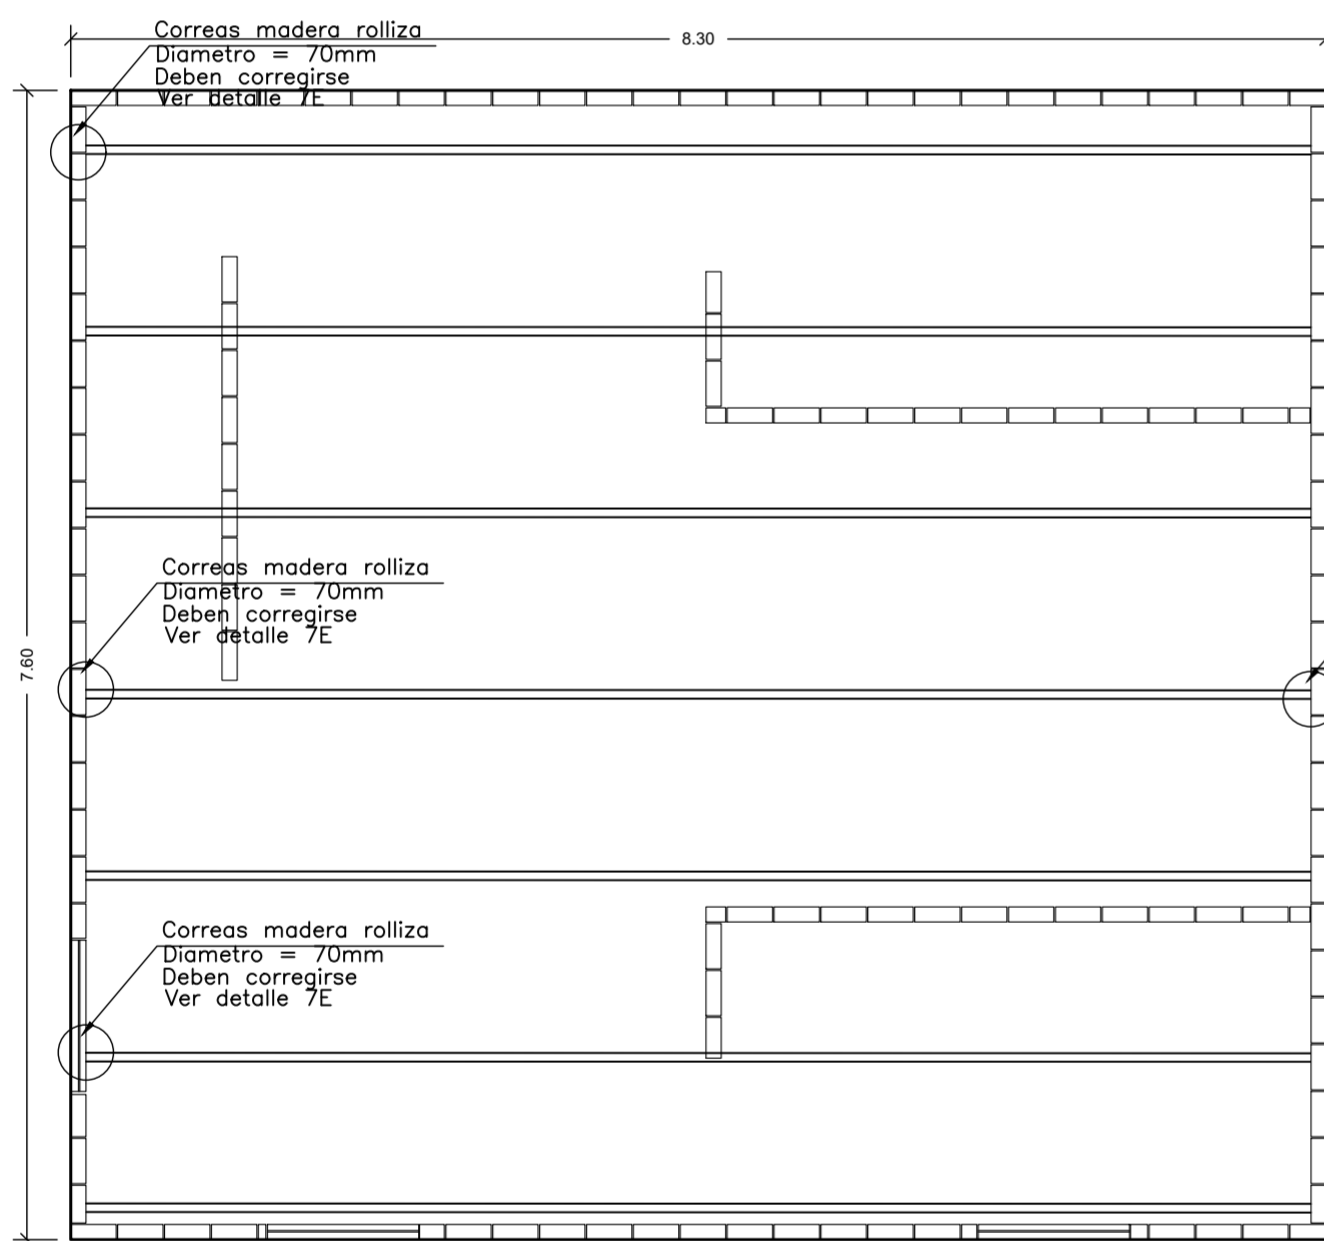 Correas madera rolliza
Diametro = 70mm
Deben corregirse
Ver detalle 7E
8.30
Correas madera rolliza
Diametro = 70mm
Deben corregirse
Ver detalle 7E
7.60
Correas madera rolliza
Diametro = 70mm
Deben corregirse
Ver detalle 7E